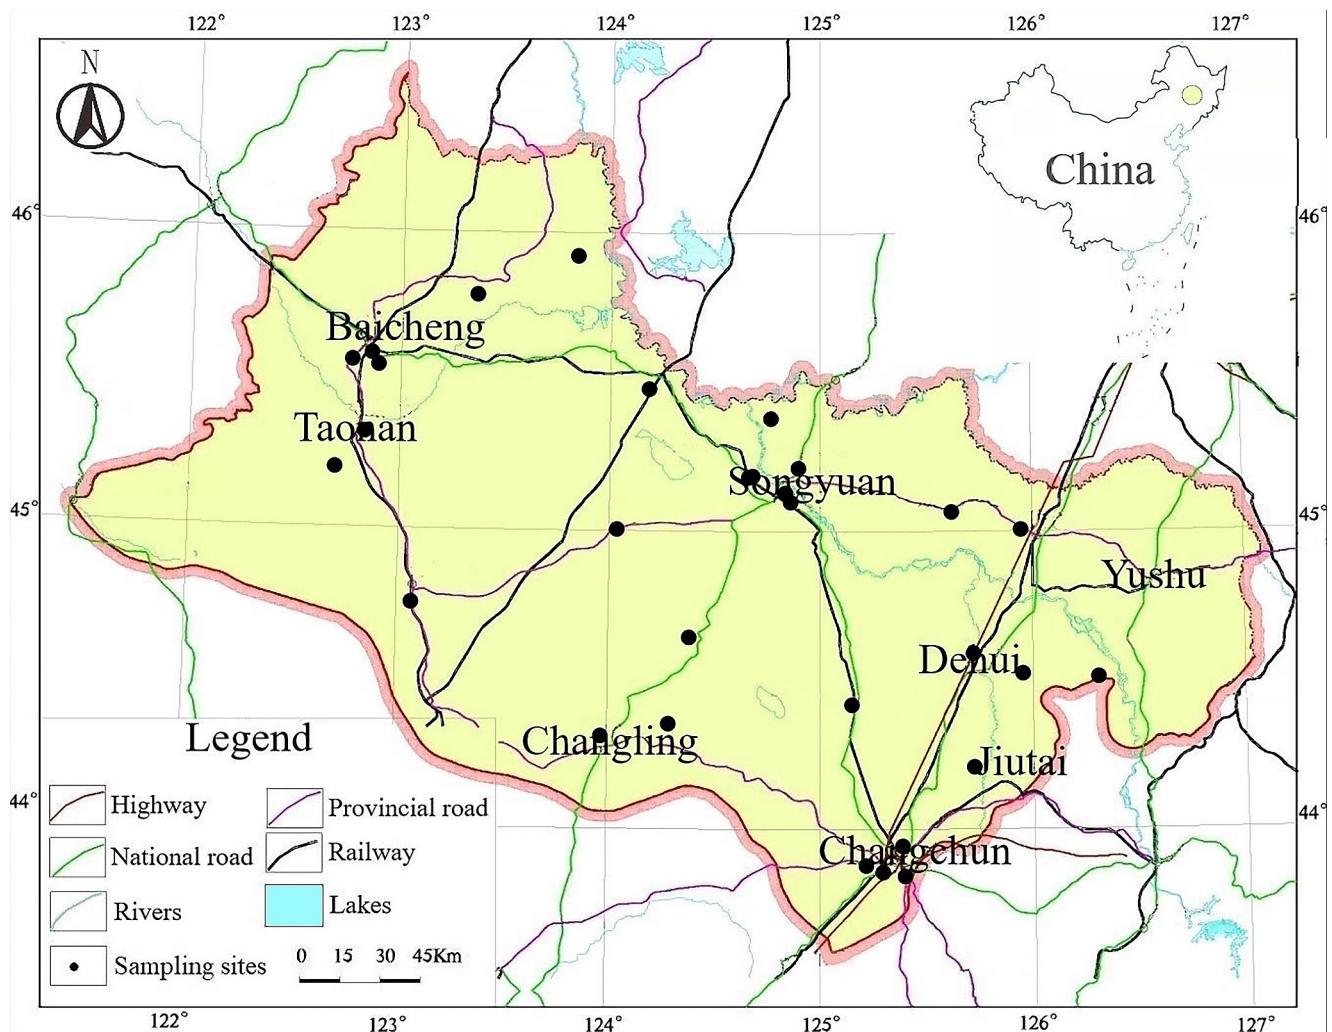 122° 123° 124° 125° 126° 127°
N
China
46° 46°
Baicheng
Taonan
Songyuan
45° 45°
Yushu
Dehui
Legend
Changling
Jiutai
44° 44°
Highway
Provincial road
Changchun
National road
Railway
Rivers
Lakes
Sampling sites
0 15 30 45Km
122° 123° 124° 125° 126° 127°